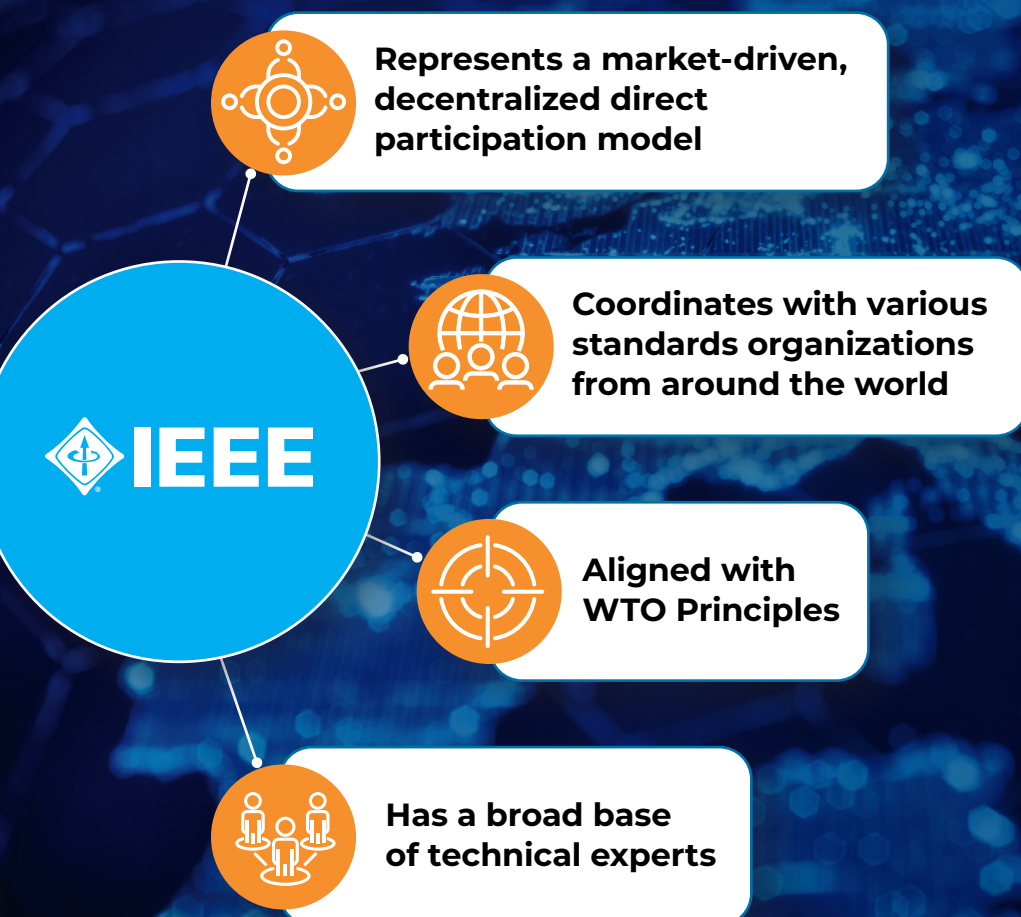 Represents a market-driven,
decentralized direct
participation model
Coordinates with various
standards organizations
from around the world
IEEE
Aligned with
WTO Principles
Has a broad base
of technical experts